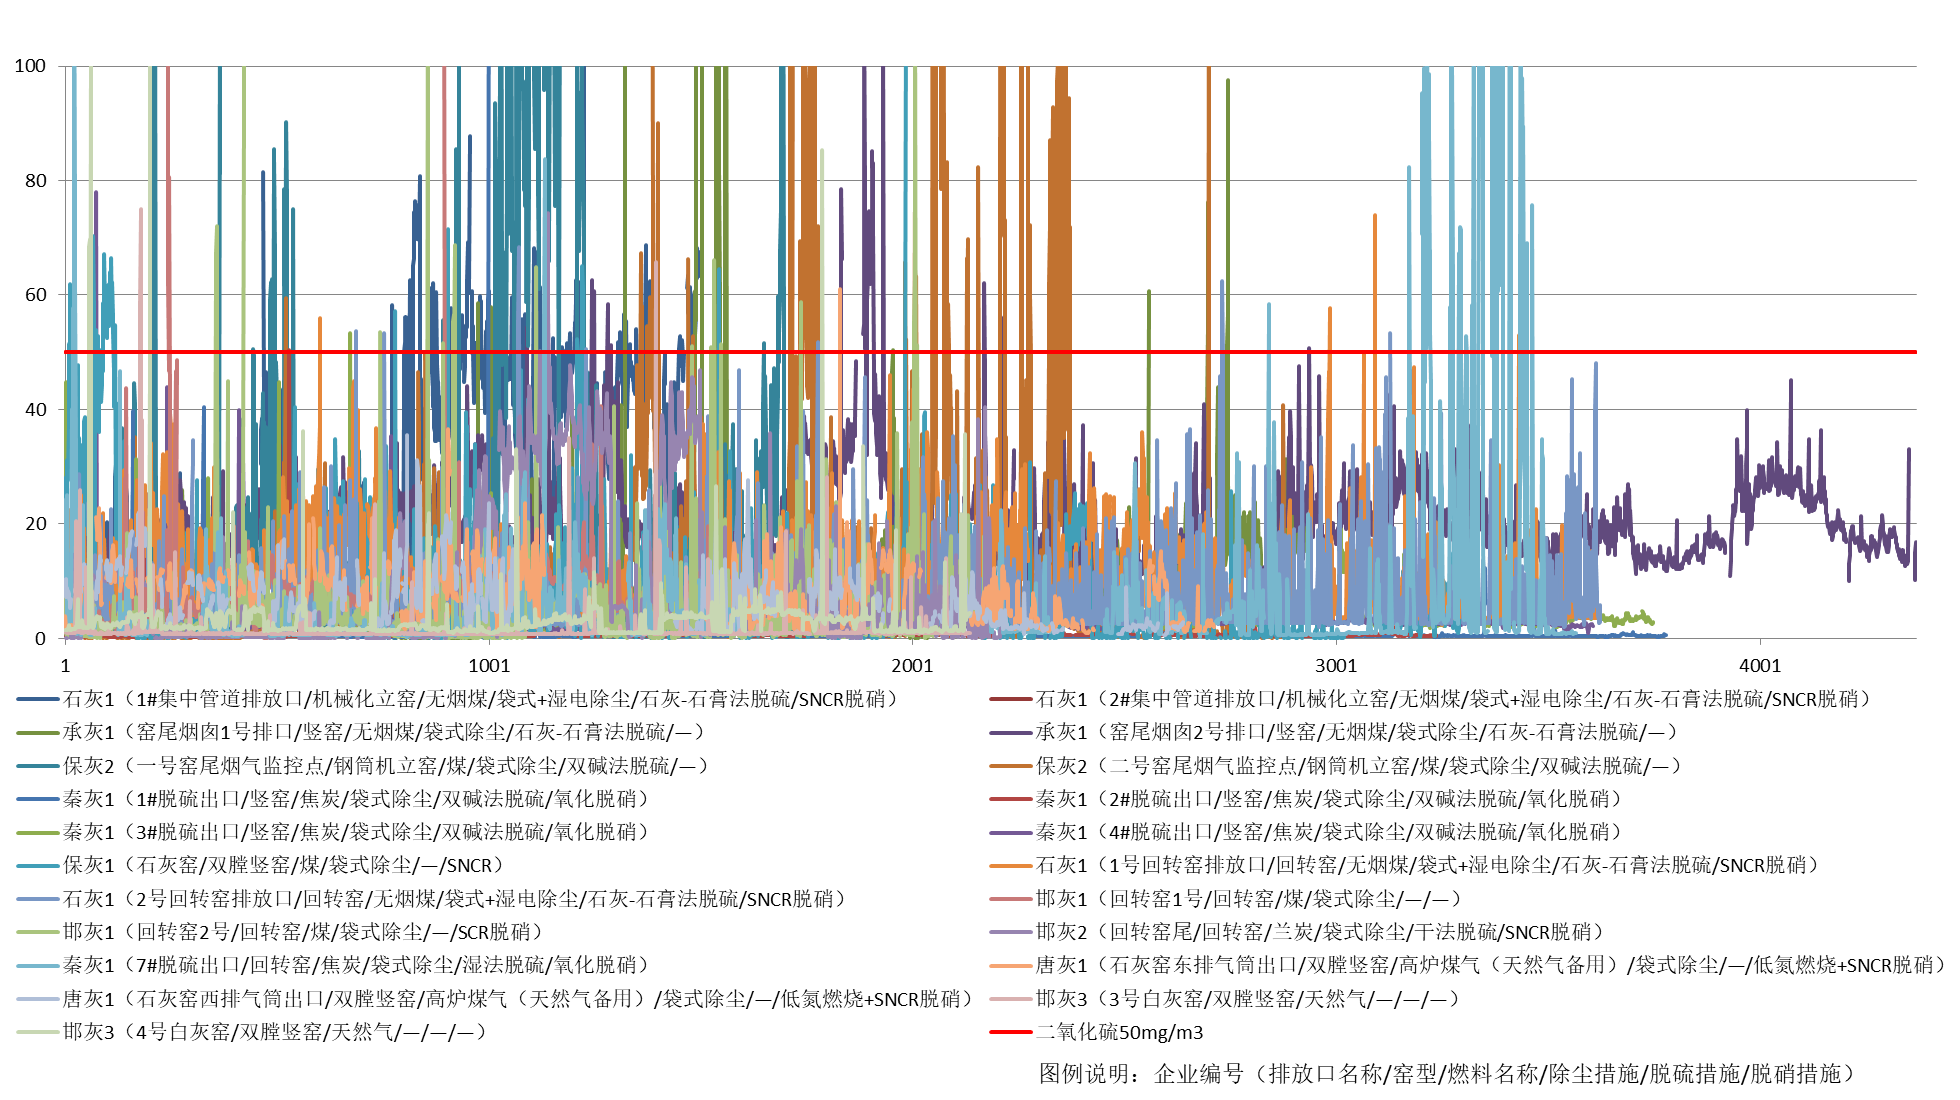 100
80
60
40
20
0
1 1001 2001 3001 4001
石灰1（1#集中管道排放口/机械化立窑/无烟煤/袋式+湿电除尘/石灰-石膏法脱硫/SNCR脱硝） 石灰1（2#集中管道排放口/机械化立窑/无烟煤/袋式+湿电除尘/石灰-石膏法脱硫/SNCR脱硝）
承灰1（窑尾烟囱1号排口/竖窑/无烟煤/袋式除尘/石灰-石膏法脱硫/—） 承灰1（窑尾烟囱2号排口/竖窑/无烟煤/袋式除尘/石灰-石膏法脱硫/—）
保灰2（一号窑尾烟气监控点/钢筒机立窑/煤/袋式除尘/双碱法脱硫/—） 保灰2（二号窑尾烟气监控点/钢筒机立窑/煤/袋式除尘/双碱法脱硫/—）
秦灰1（1#脱硫出口/竖窑/焦炭/袋式除尘/双碱法脱硫/氧化脱硝） 秦灰1（2#脱硫出口/竖窑/焦炭/袋式除尘/双碱法脱硫/氧化脱硝）
秦灰1（3#脱硫出口/竖窑/焦炭/袋式除尘/双碱法脱硫/氧化脱硝） 秦灰1（4#脱硫出口/竖窑/焦炭/袋式除尘/双碱法脱硫/氧化脱硝）
保灰1（石灰窑/双膛竖窑/煤/袋式除尘/—/SNCR） 石灰1（1号回转窑排放口/回转窑/无烟煤/袋式+湿电除尘/石灰-石膏法脱硫/SNCR脱硝）
石灰1（2号回转窑排放口/回转窑/无烟煤/袋式+湿电除尘/石灰-石膏法脱硫/SNCR脱硝） 邯灰1（回转窑1号/回转窑/煤/袋式除尘/—/—）
邯灰1（回转窑2号/回转窑/煤/袋式除尘/—/SCR脱硝） 邯灰2（回转窑尾/回转窑/兰炭/袋式除尘/干法脱硫/SNCR脱硝）
秦灰1（7#脱硫出口/回转窑/焦炭/袋式除尘/湿法脱硫/氧化脱硝） 唐灰1（石灰窑东排气筒出口/双膛竖窑/高炉煤气（天然气备用）/袋式除尘/—/低氮燃烧+SNCR脱硝）
唐灰1（石灰窑西排气筒出口/双膛竖窑/高炉煤气（天然气备用）/袋式除尘/—/低氮燃烧+SNCR脱硝） 邯灰3（3号白灰窑/双膛竖窑/天然气/—/—/—）
邯灰3（4号白灰窑/双膛竖窑/天然气/—/—/—） 二氧化硫50mg/m3
图例说明：企业编号（排放口名称/窑型/燃料名称/除尘措施/脱硫措施/脱硝措施）